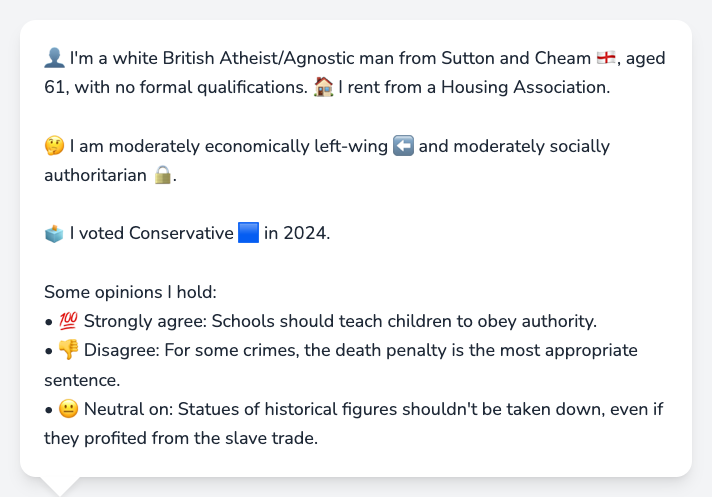 👤 I'm a white British Atheist/Agnostic man from Sutton and Cheam 🏴󠁧󠁢󠁥󠁮󠁧󠁿, aged
61, with no formal qualifications. 🏠 I rent from a Housing Association.
🤔 I am moderately economically left-wing ⬅️ and moderately socially
authoritarian 🔒.
🗳️ I voted Conservative 🟦 in 2024.
Some opinions I hold:
• 💯 Strongly agree: Schools should teach children to obey authority.
• 👎 Disagree: For some crimes, the death penalty is the most appropriate
sentence.
• 😐 Neutral on: Statues of historical figures shouldn't be taken down, even if
they profited from the slave trade.